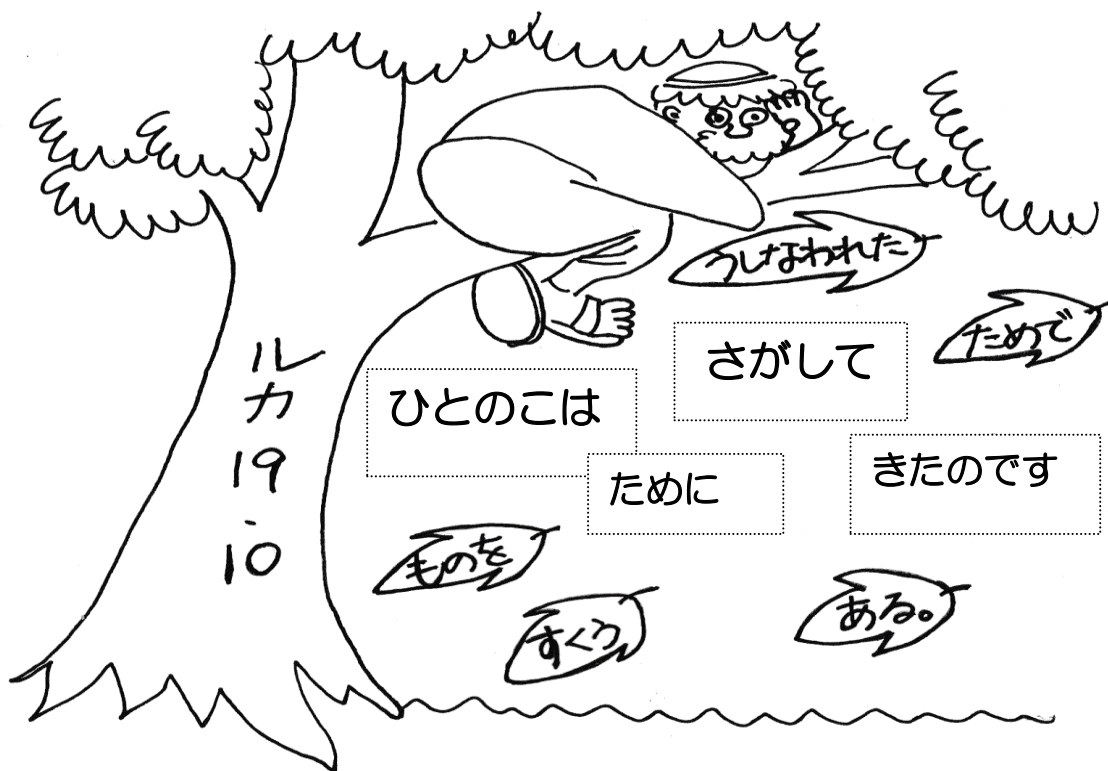 うしなわれた
ためで
さがして
ひとのこは
きたのです
ために
ものを
すくう
ある。
ルカ
19
.
10